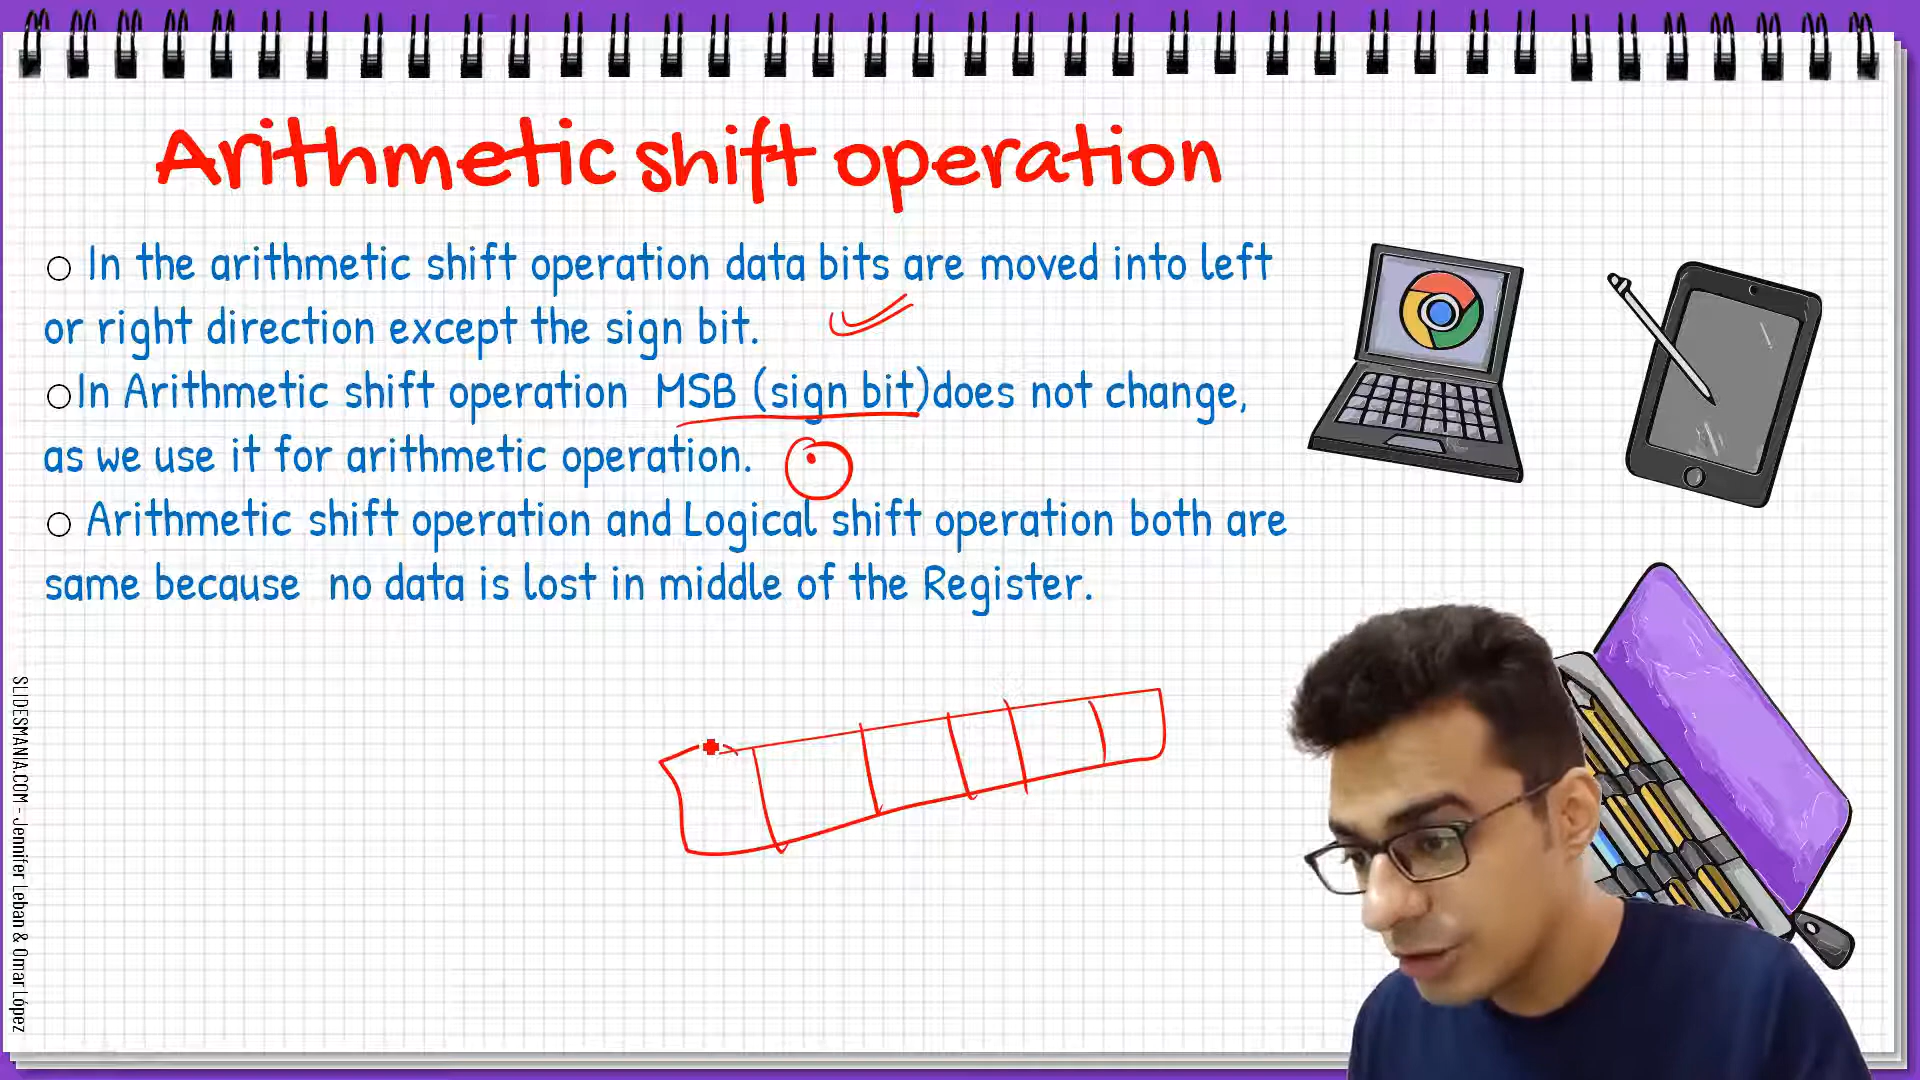 Arithmetic shift operation
In the arithmetic shift operation data bits are moved into left
or right direction except the sign bit.
In Arithmetic shift operation MSB (sign bit)does not change,
as we use it for arithmetic operation.
Arithmetic shift operation and Logical shift operation both are
same because no data is lost in middle of the Register.
SLIDESMANIA.COM - Jennifer Leban & Omar López